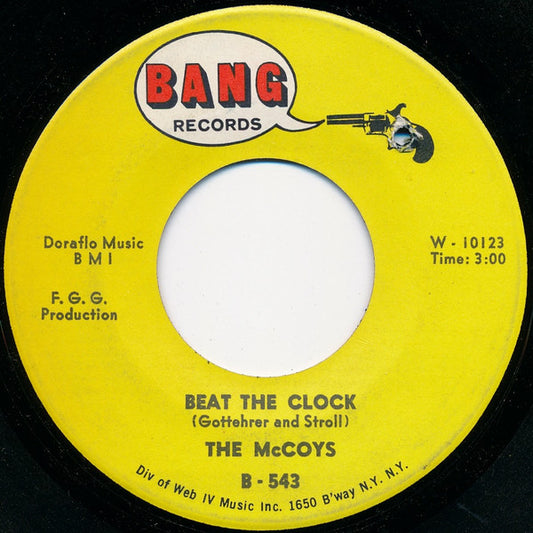 BANG
RECORDS
Doraflo Music
B M I
F. G. G.
Production
W - 10123
Time: 3:00
BEAT THE CLOCK
(Gottehrer and Stroll)
THE McCOYS
B - 543
Div of Web IV Music Inc. 1650 B'way N.Y. N.Y.